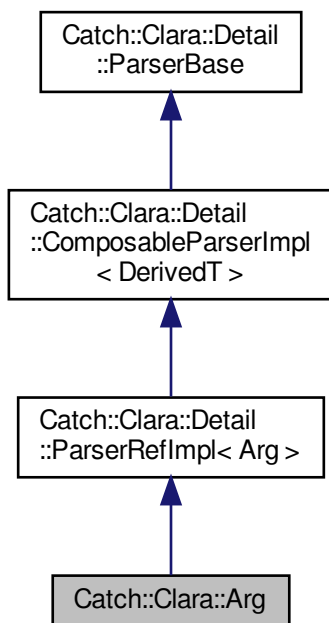 Catch::Clara::Detail
::ParserBase
Catch::Clara::Detail
::ComposableParserImpl
< DerivedT >
Catch::Clara::Detail
::ParserRefImpl< Arg >
Catch::Clara::Arg